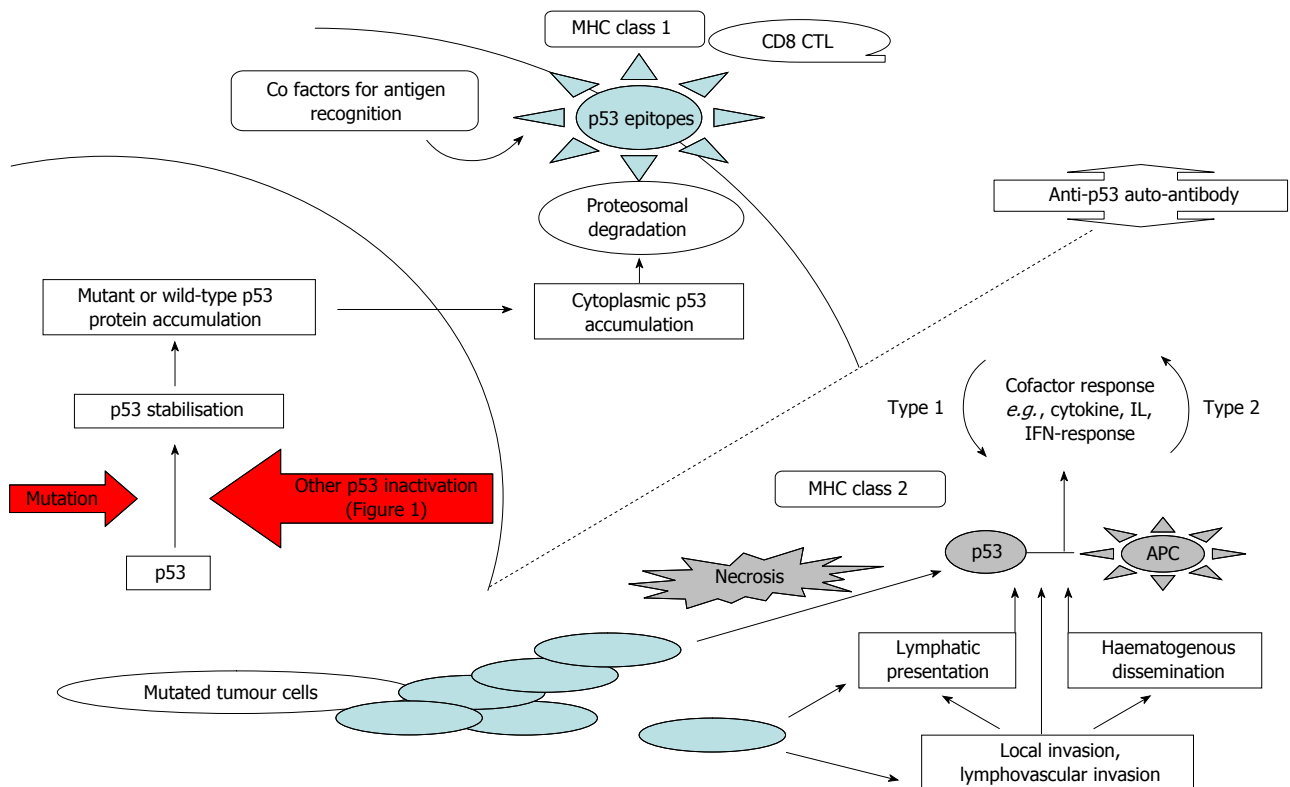 MHC class 1
CD8 CTL
Co factors for antigen
recognition
p53 epitopes
Proteosomal
degradation
Anti-p53 auto-antibody
Mutant or wild-type p53
protein accumulation
Cytoplasmic p53
accumulation
p53 stabilisation
Type 1
Cofactor response
e.g., cytokine, IL,
IFN-response
Type 2
Mutation
Other p53 inactivation
(Figure 1)
MHC class 2
p53
p53
APC
Necrosis
Lymphatic
presentation
Haematogenous
dissemination
Mutated tumour cells
Local invasion,
lymphovascular invasion